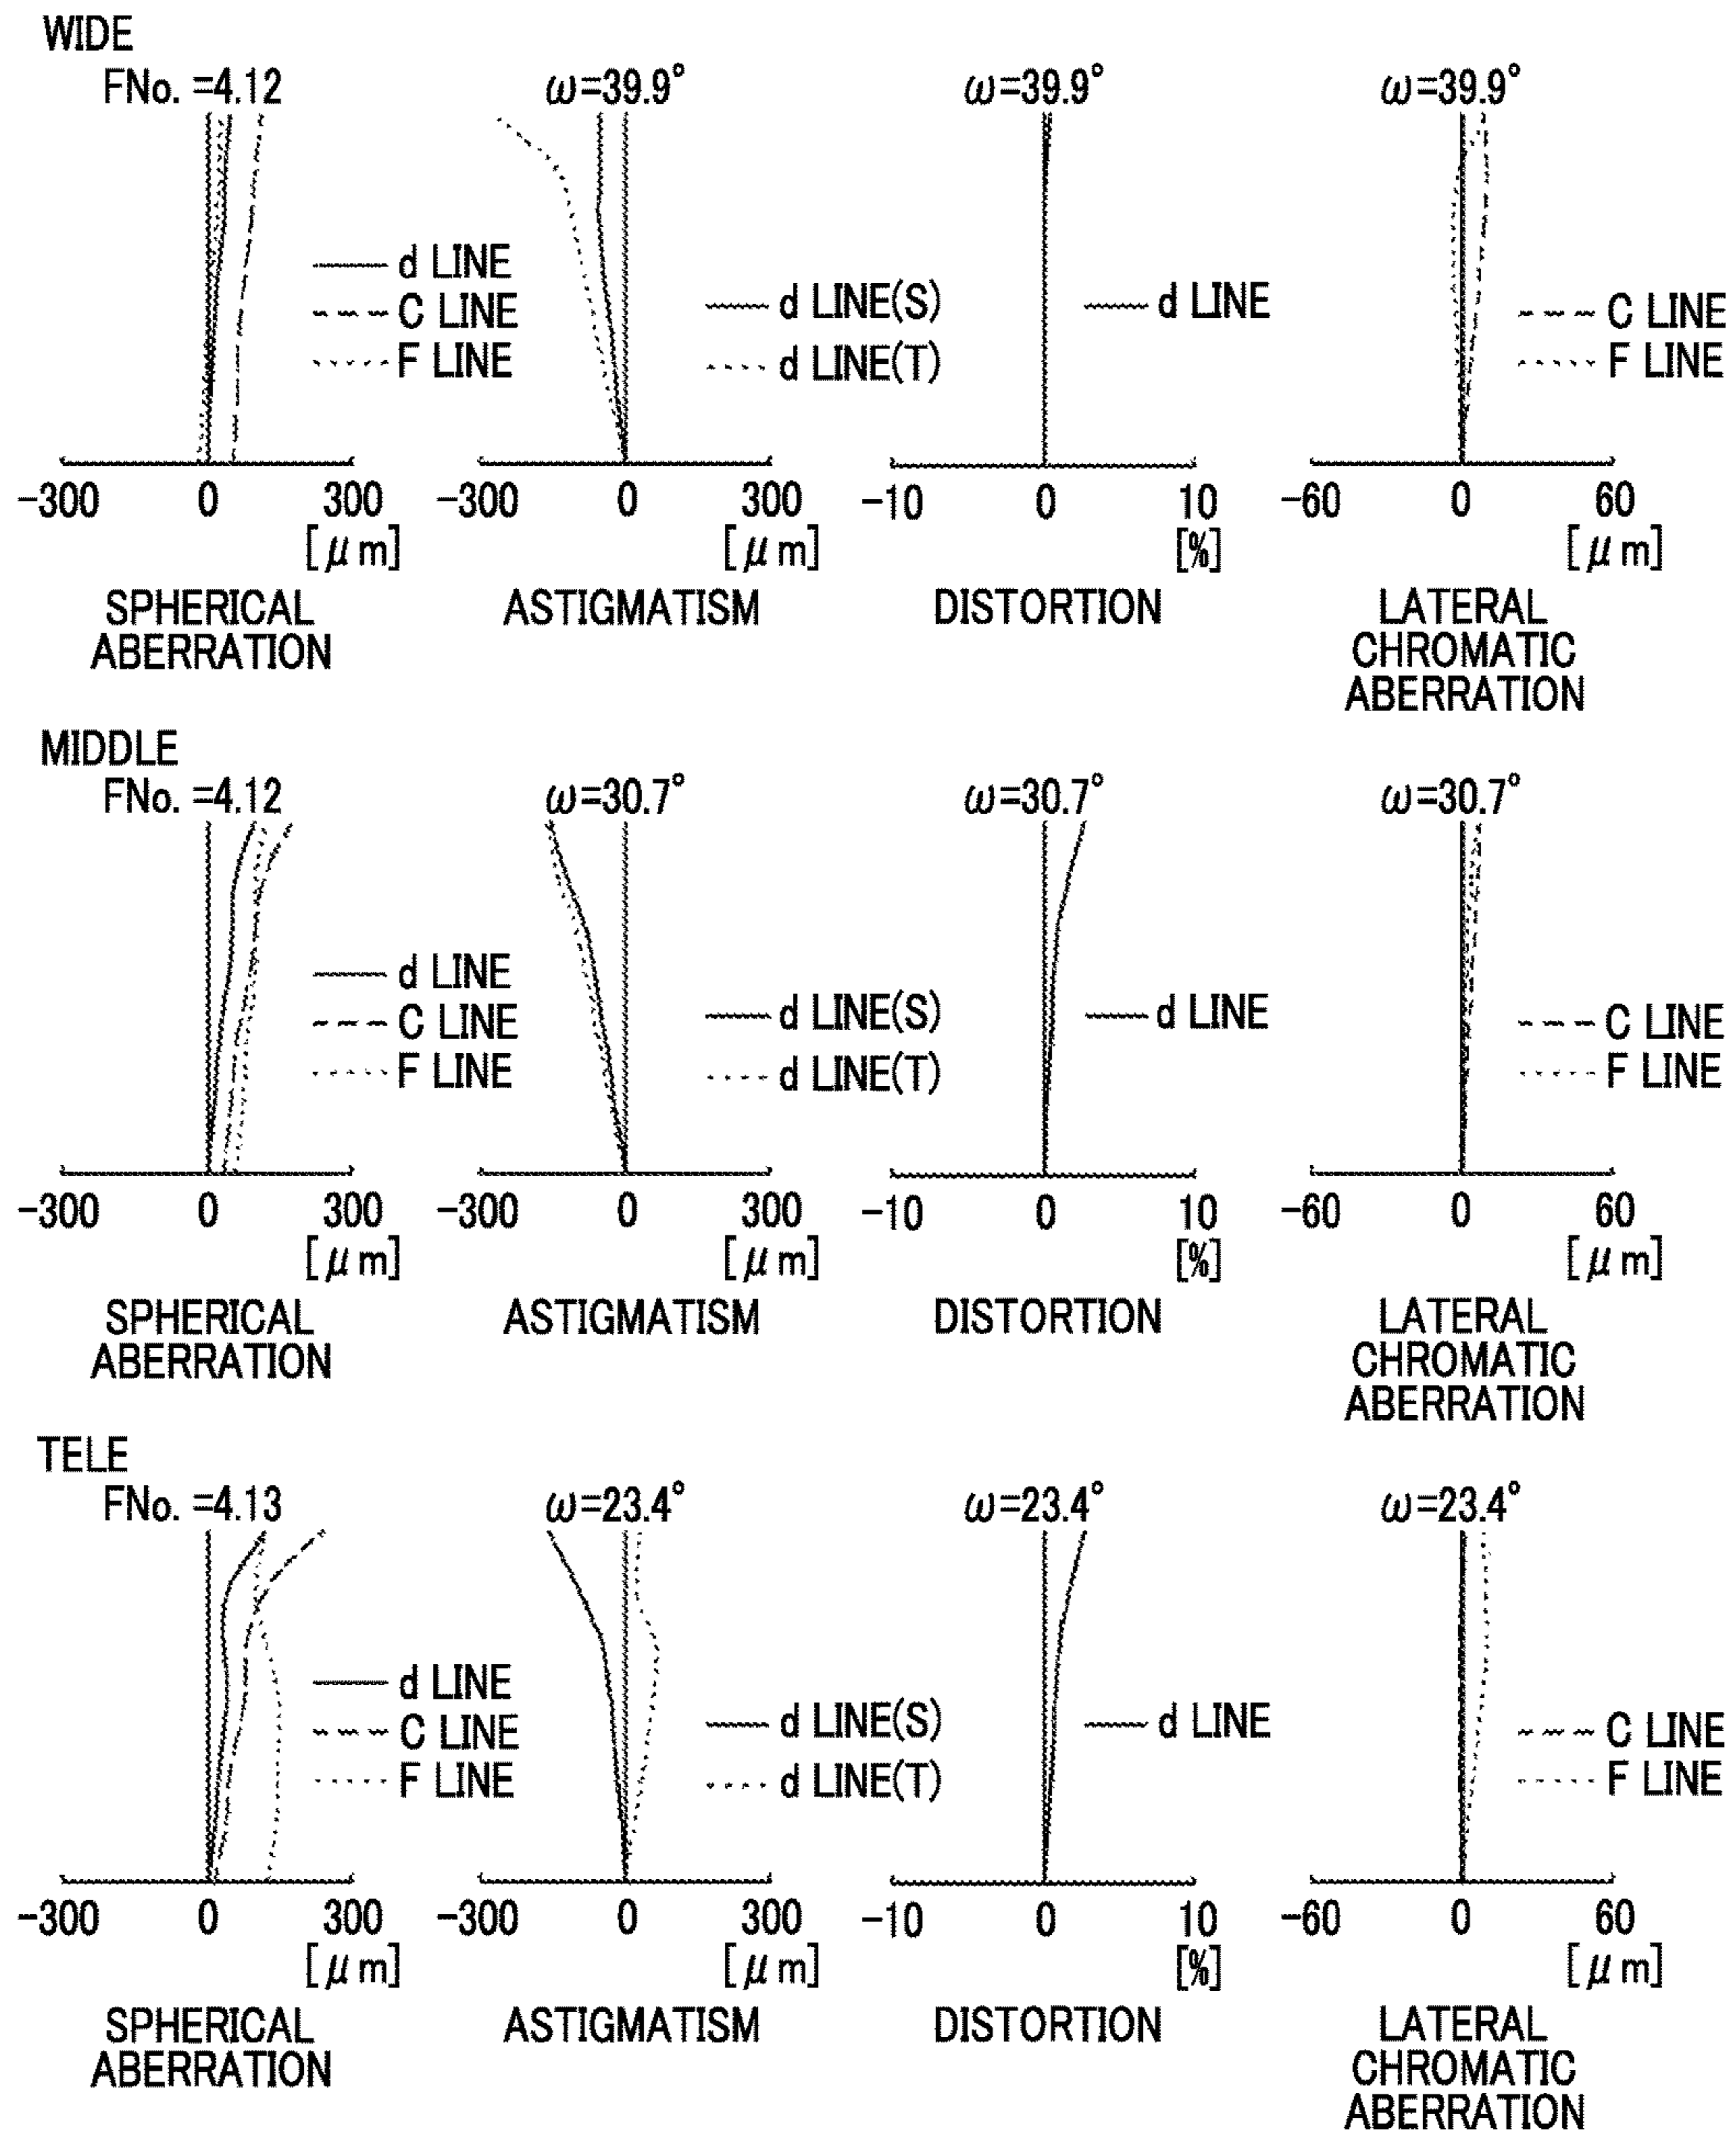 WIDE
FNo. =4.12
ω=39.9°
ω=39.9°
ω=39.9°
d LINE
C LINE
F LINE
d LINE(S)
d LINE(T)
d LINE
C LINE
F LINE
-300 0 300
[μm]
-300 0 300
[μm]
-10 0 10
[%]
-60 0 60
[μm]
SPHERICAL
ABERRATION
ASTIGMATISM
DISTORTION
LATERAL
CHROMATIC
ABERRATION
MIDDLE
FNo. =4.12
ω=30.7°
ω=30.7°
ω=30.7°
d LINE
C LINE
F LINE
d LINE(S)
d LINE(T)
d LINE
C LINE
F LINE
-300 0 300
[μm]
-300 0 300
[μm]
-10 0 10
[%]
-60 0 60
[μm]
SPHERICAL
ABERRATION
ASTIGMATISM
DISTORTION
LATERAL
CHROMATIC
ABERRATION
TELE
FNo. =4.13
ω=23.4°
ω=23.4°
ω=23.4°
d LINE
C LINE
F LINE
d LINE(S)
d LINE(T)
d LINE
C LINE
F LINE
-300 0 300
[μm]
-300 0 300
[μm]
-10 0 10
[%]
-60 0 60
[μm]
SPHERICAL
ABERRATION
ASTIGMATISM
DISTORTION
LATERAL
CHROMATIC
ABERRATION